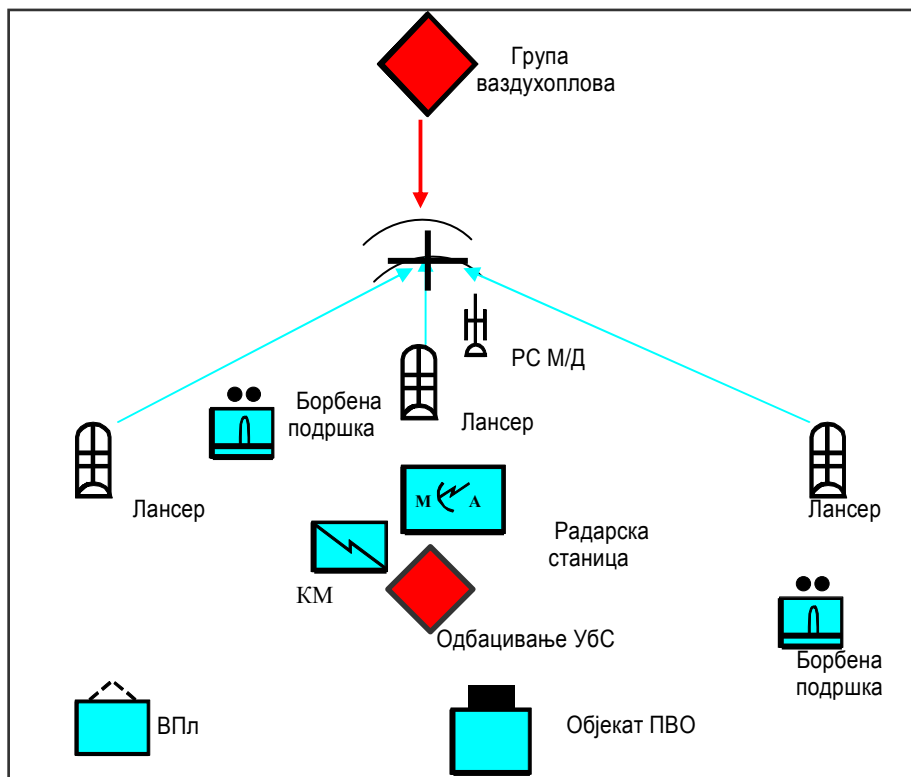 Група
ваздухоплова
РС М/Д
Борбена
подршка
Лансер
Лансер
Лансер
М А
Радарска
станица
КМ
Одбацивање УбС
Борбена
подршка
ВПл
Објекат ПВО